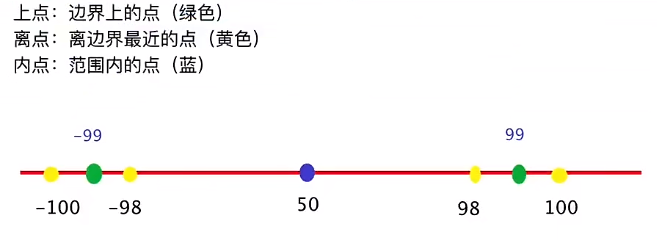 上点：边界上的点（绿色）
离点：离边界最近的点（黄色）
内点：范围内的点（蓝）
-99 99
-100 -98 50 98 100